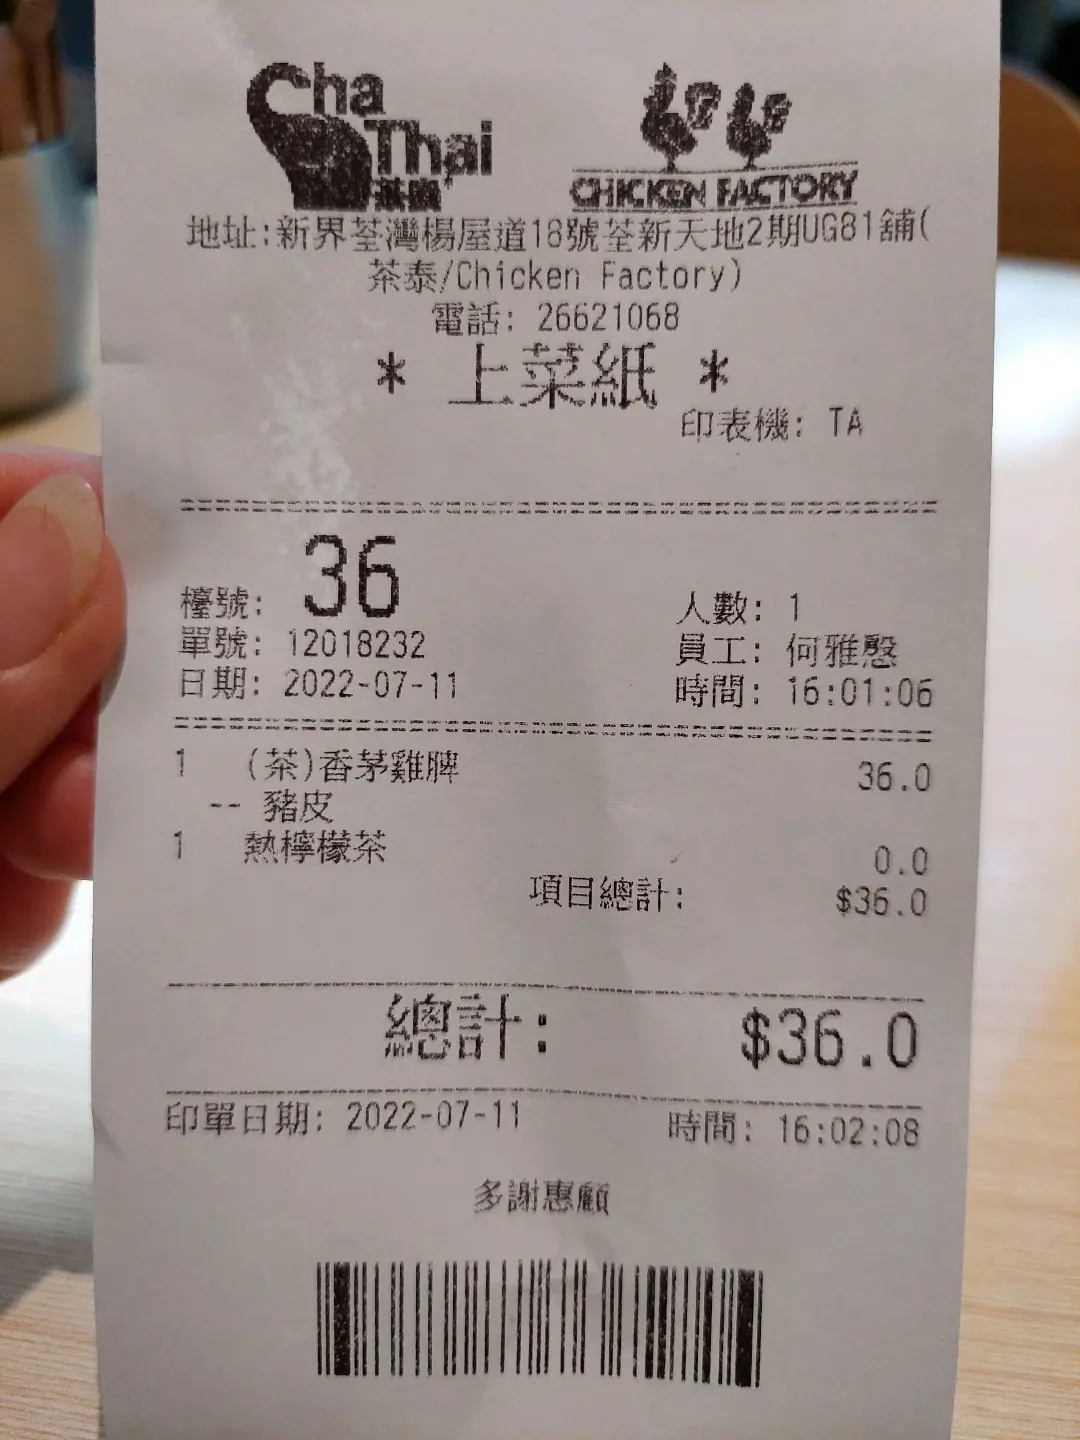 Cha Thai
茶泰
CHICKEN FACTORY
地址:新界荃灣楊屋道18號荃新天地2期UG81舖(
茶泰/Chicken Factory)
電話: 26621068
* 上菜紙 *
印表機: TA
檯號: 36 人數: 1
單號: 12018232 員工: 何雅慇
日期: 2022-07-11 時間: 16:01:06
1 (茶)香茅雞脾 36.0
-- 豬皮
1 熱檸檬茶 0.0
項目總計: $36.0
總計: $36.0
印單日期: 2022-07-11 時間: 16:02:08
多謝惠顧